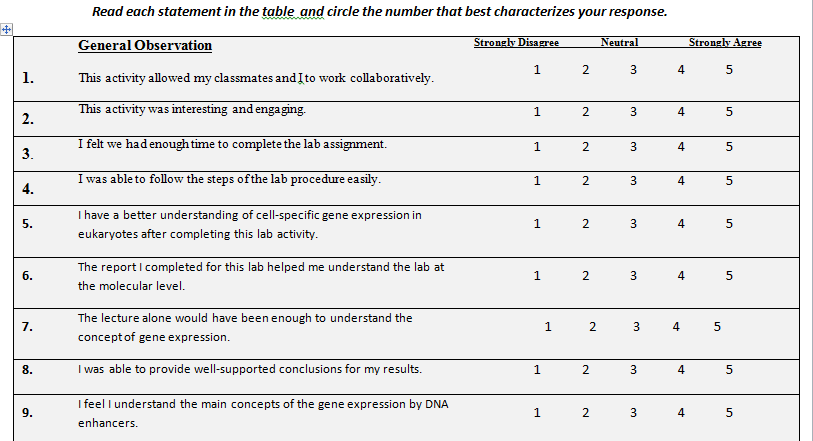 Read each statement in the table and circle the number that best characterizes your response.
General Observation Strongly Disagree Neutral Strongly Agree
1. This activity allowed my classmates and I to work collaboratively. 1 2 3 4 5
2. This activity was interesting and engaging. 1 2 3 4 5
3. I felt we had enough time to complete the lab assignment. 1 2 3 4 5
4. I was able to follow the steps of the lab procedure easily. 1 2 3 4 5
5. I have a better understanding of cell-specific gene expression in
eukaryotes after completing this lab activity. 1 2 3 4 5
6. The report I completed for this lab helped me understand the lab at
the molecular level. 1 2 3 4 5
7. The lecture alone would have been enough to understand the
concept of gene expression. 1 2 3 4 5
8. I was able to provide well-supported conclusions for my results. 1 2 3 4 5
9. I feel I understand the main concepts of the gene expression by DNA
enhancers. 1 2 3 4 5